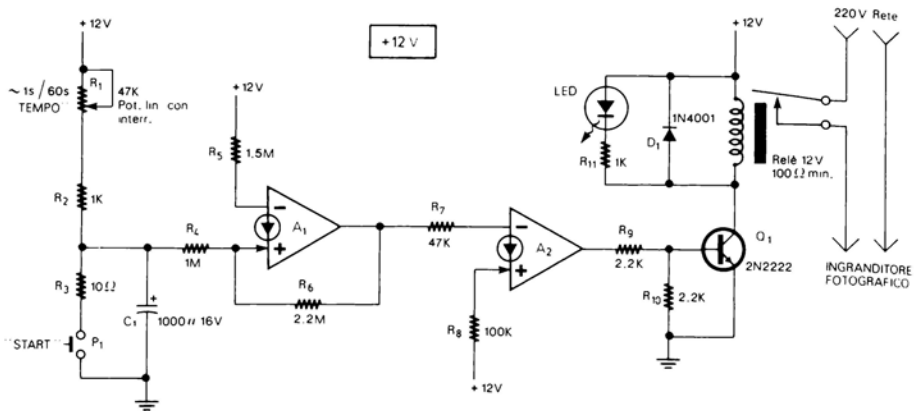 +12V
+12 V
~1s/60s
TEMPO
R1
47K
Pot. lin con
interr.
R2
1K
R3
10Ω
"START"
P1
C1
+
1000µ 16V
R4
1M
+12V
R5
1.5M
−
A1
+
R6
2.2M
R7
47K
−
A2
+
R8
100K
+12V
R9
2.2K
R10
2.2K
LED
R11
1K
D1
1N4001
+12V
Relè 12V
100Ω min.
Q1
2N2222
220V Rete
INGRANDITORE
FOTOGRAFICO